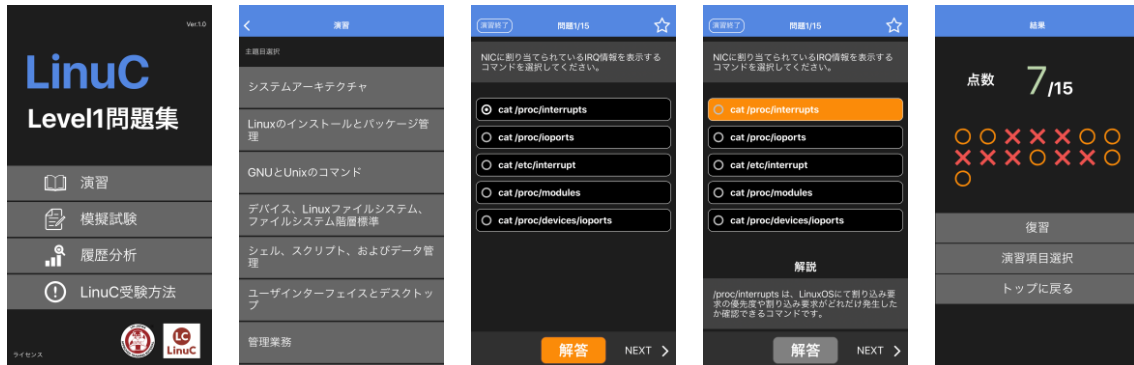 Ver.1.0
LinuC
Level1問題集
演習
模擬試験
履歴分析
LinuC受験方法
ライセンス
LC
LinuC
演習
主題目選択
システムアーキテクチャ
Linuxのインストールとパッケージ管
理
GNUとUnixのコマンド
デバイス、Linuxファイルシステム、
ファイルシステム階層標準
シェル、スクリプト、およびデータ管
理
ユーザインターフェイスとデスクトッ
プ
管理業務
演習終了
問題1/15
NICに割り当てられているIRQ情報を表示する
コマンドを選択してください。
cat /proc/interrupts
cat /proc/ioports
cat /etc/interrupt
cat /proc/modules
cat /proc/devices/ioports
解答
NEXT
演習終了
問題1/15
NICに割り当てられているIRQ情報を表示する
コマンドを選択してください。
cat /proc/interrupts
cat /proc/ioports
cat /etc/interrupt
cat /proc/modules
cat /proc/devices/ioports
解説
/proc/interrupts は、LinuxOSにて割り込み要
求の優先度や割り込み要求がどれだけ発生した
か確認できるコマンドです。
解答
NEXT
結果
点数 7/15
復習
演習項目選択
トップに戻る